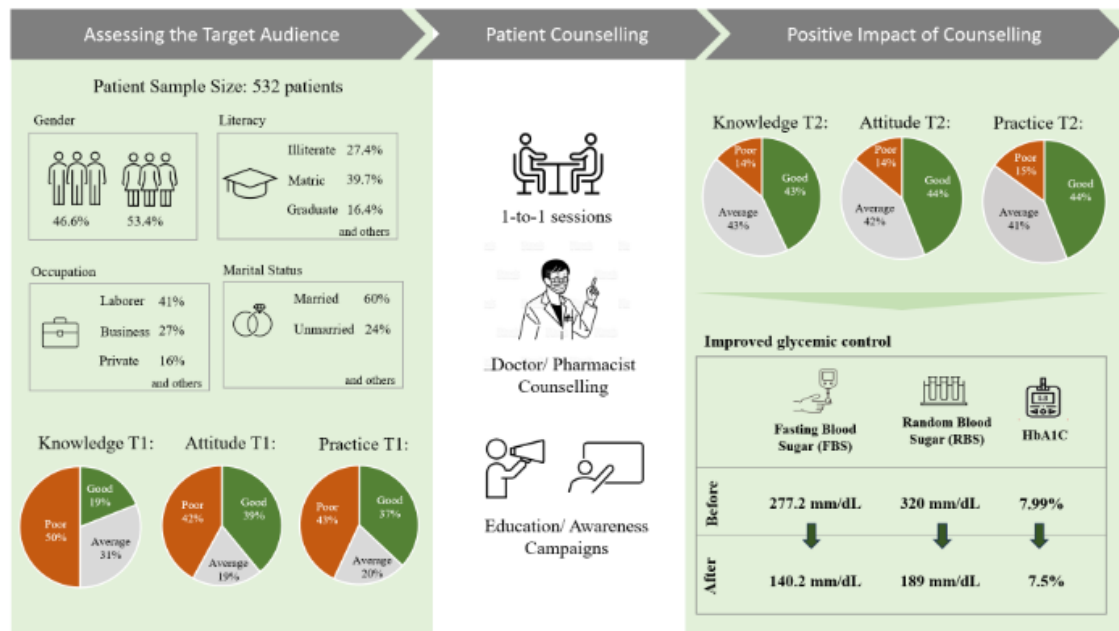 Assessing the Target Audience
Patient Counselling
Positive Impact of Counselling
Patient Sample Size: 532 patients
Gender
46.6% 53.4%
Literacy
Illiterate 27.4%
Matric 39.7%
Graduate 16.4%
and others
Occupation
Laborer 41%
Business 27%
Private 16%
and others
Marital Status
Married 60%
Unmarried 24%
and others
Knowledge T1:
Good
19%
Poor
50%
Average
31%
Attitude T1:
Poor
42%
Good
39%
Average
19%
Practice T1:
Poor
43%
Good
37%
Average
20%
1-to-1 sessions
Doctor/ Pharmacist
Counselling
Education/ Awareness
Campaigns
Knowledge T2:
Poor
14%
Good
43%
Average
43%
Attitude T2:
Poor
14%
Good
44%
Average
42%
Practice T2:
Poor
15%
Good
44%
Average
41%
Improved glycemic control
Fasting Blood
Sugar (FBS)
Random Blood
Sugar (RBS)
HbA1C
Before
277.2 mm/dL 320 mm/dL 7.99%
After
140.2 mm/dL 189 mm/dL 7.5%